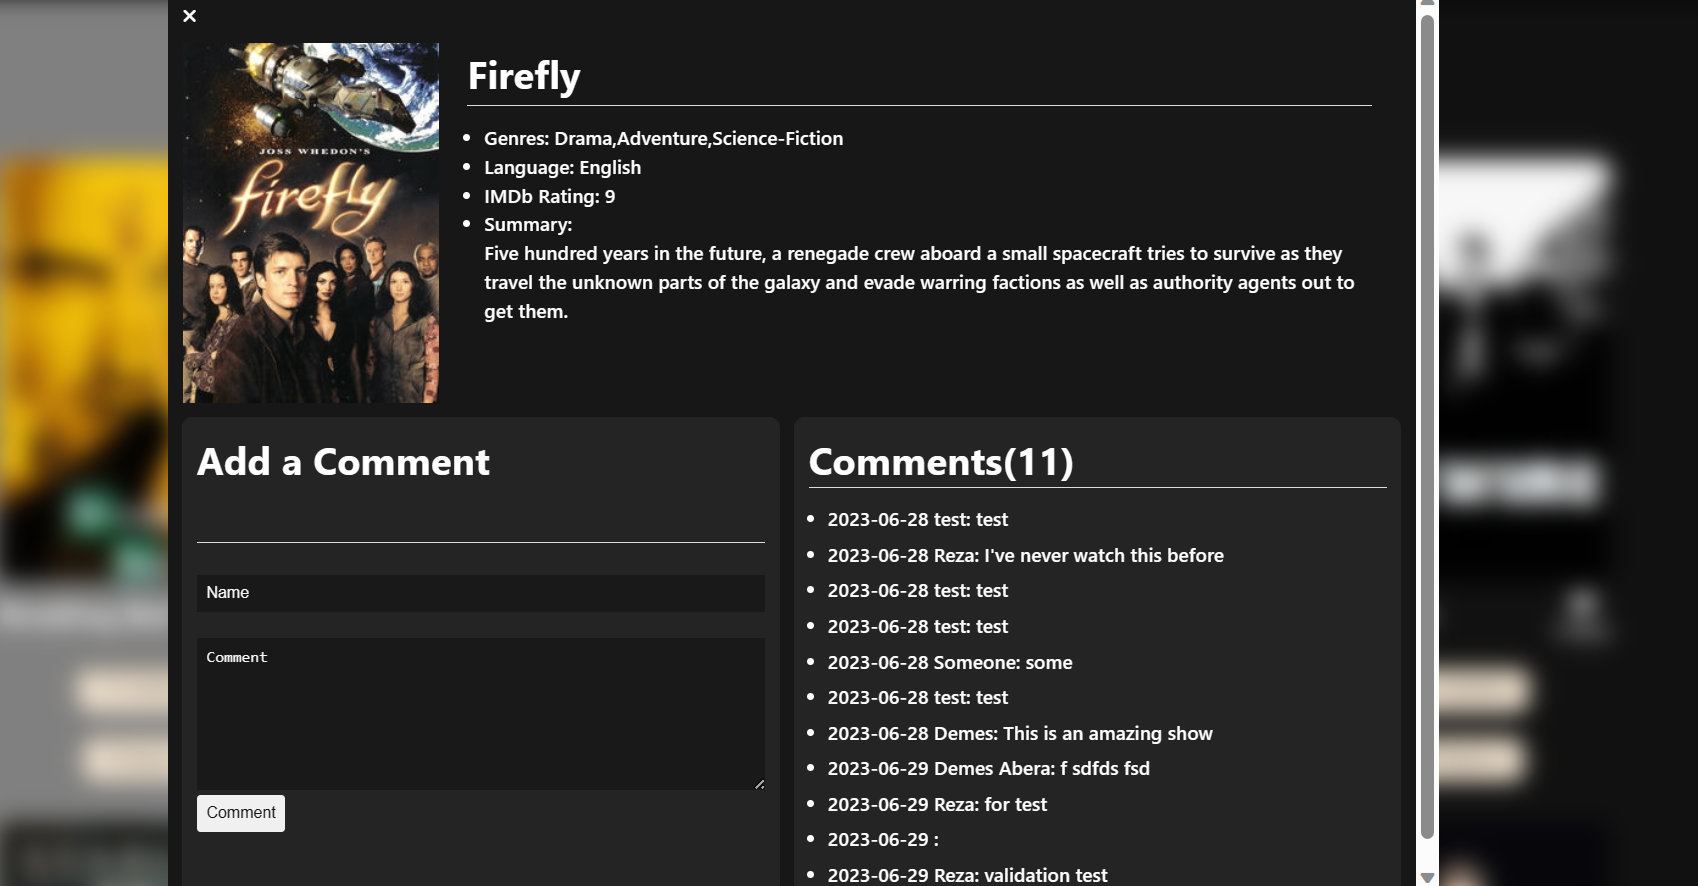 ×
JOSS WHEDON'S
firefly
Firefly
Genres: Drama,Adventure,Science-Fiction
Language: English
IMDb Rating: 9
Summary:
Five hundred years in the future, a renegade crew aboard a small spacecraft tries to survive as they
travel the unknown parts of the galaxy and evade warring factions as well as authority agents out to
get them.
Add a Comment
Name
Comment
Comment
Comments(11)
2023-06-28 test: test
2023-06-28 Reza: I've never watch this before
2023-06-28 test: test
2023-06-28 test: test
2023-06-28 Someone: some
2023-06-28 test: test
2023-06-28 Demes: This is an amazing show
2023-06-29 Demes Abera: f sdfds fsd
2023-06-29 Reza: for test
2023-06-29 :
2023-06-29 Reza: validation test